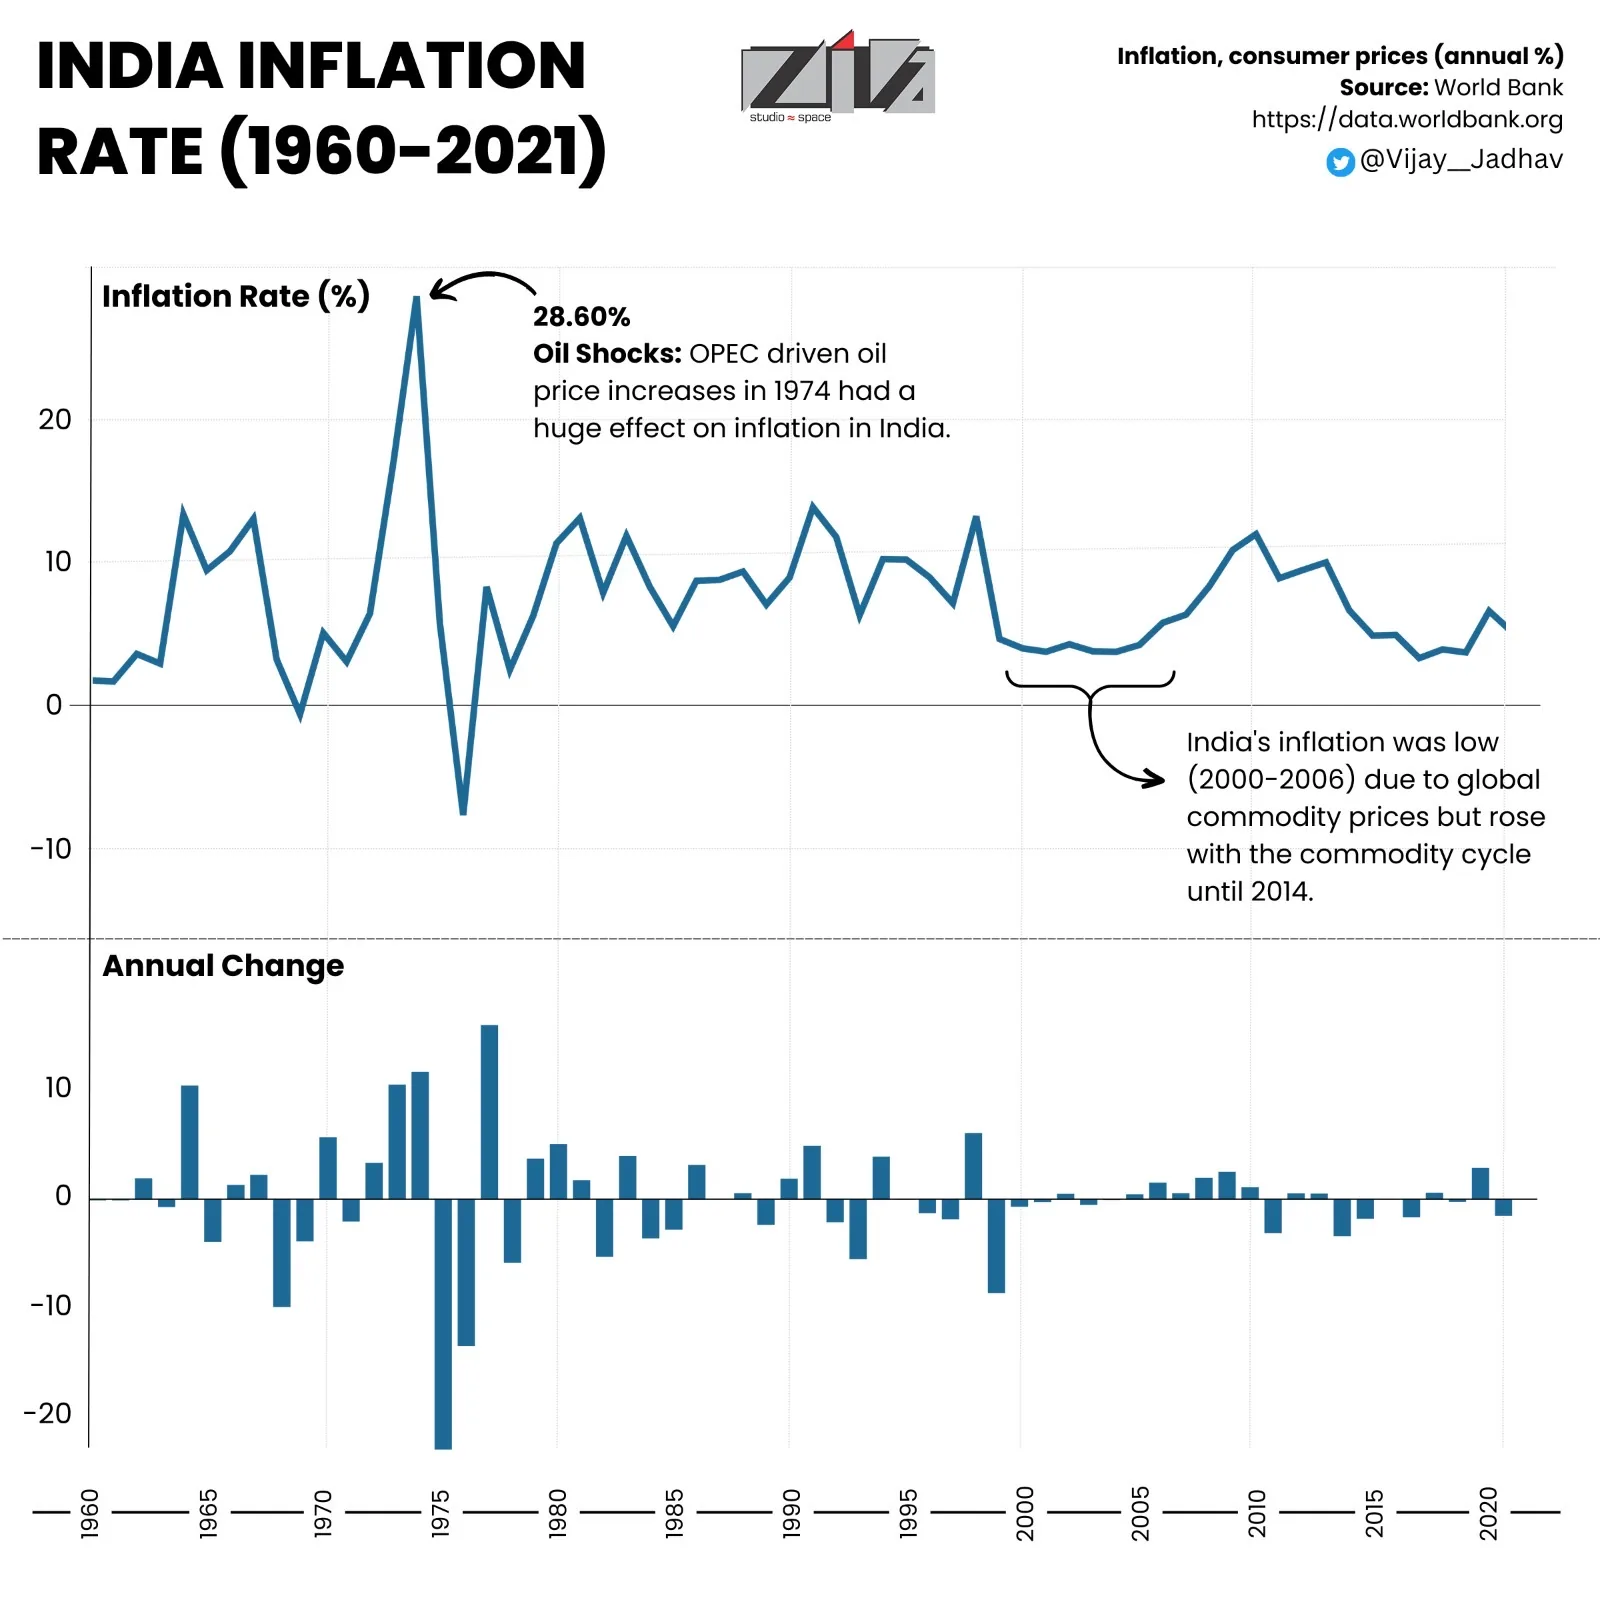 INDIA INFLATION
RATE (1960-2021)
ZiVa
studio ≈ space
Inflation, consumer prices (annual %)
Source: World Bank
https://data.worldbank.org
@Vijay__Jadhav
Inflation Rate (%)
28.60%
Oil Shocks: OPEC driven oil
price increases in 1974 had a
huge effect on inflation in India.
20
10
0
-10
India's inflation was low
(2000-2006) due to global
commodity prices but rose
with the commodity cycle
until 2014.
Annual Change
10
0
-10
-20
1960 1965 1970 1975 1980 1985 1990 1995 2000 2005 2010 2015 2020